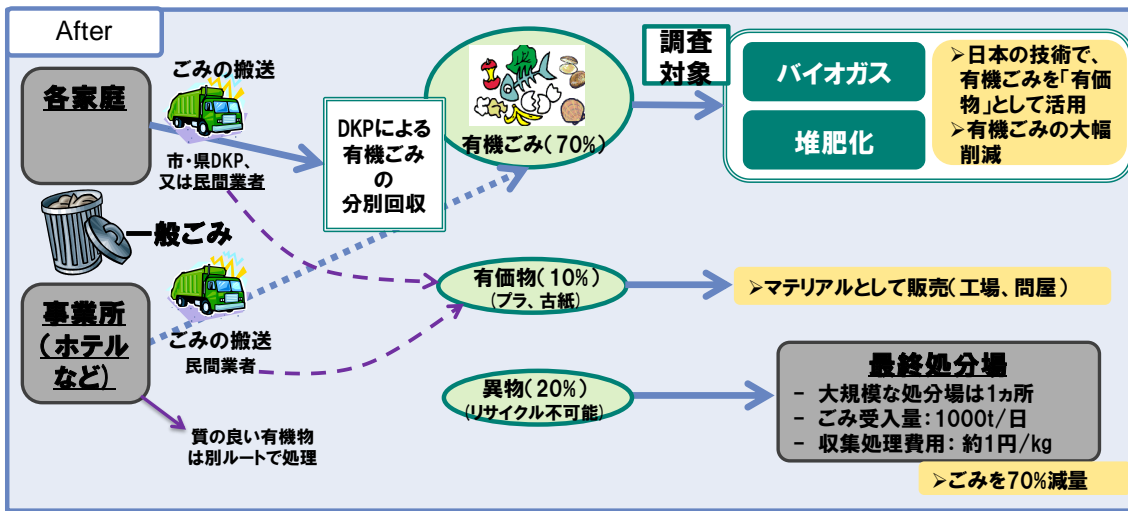 After
各家庭
ごみの搬送
市・県DKP、
又は民間業者
一般ごみ
事業所
(ホテル
など)
ごみの搬送
民間業者
質の良い有機物
は別ルートで処理
DKPによる
有機ごみ
の
分別回収
有機ごみ(70%)
調査
対象
バイオガス
堆肥化
➢日本の技術で、
有機ごみを「有価
物」として活用
➢有機ごみの大幅
削減
有価物(10%)
(プラ、古紙)
➢マテリアルとして販売(工場、問屋)
異物(20%)
(リサイクル不可能)
最終処分場
- 大規模な処分場は1ヵ所
- ごみ受入量：1000t/日
- 収集処理費用： 約1円/kg
➢ごみを70%減量